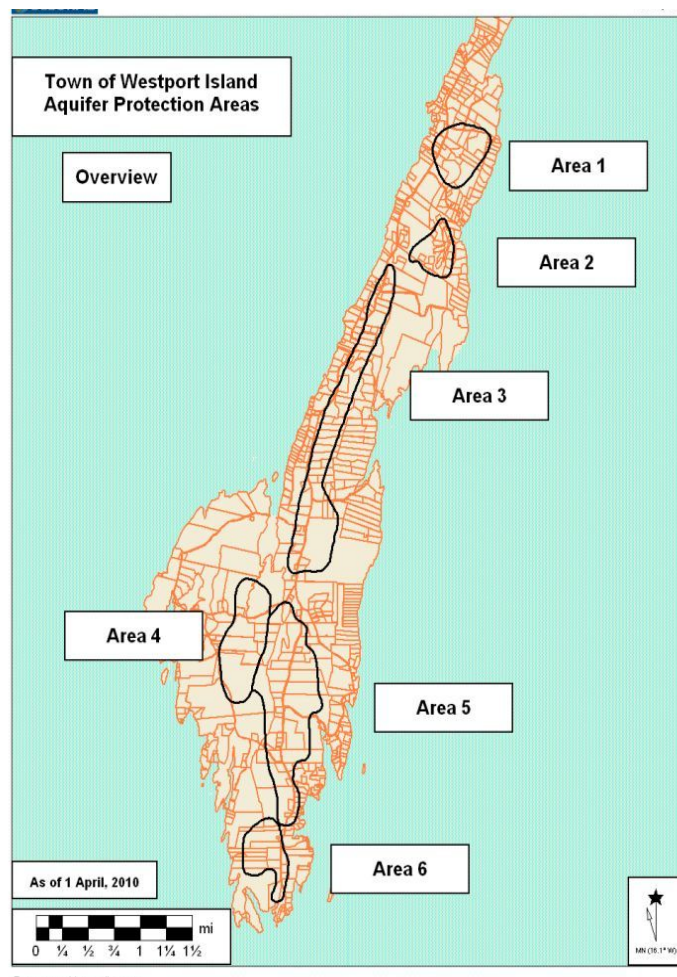 Town of Westport Island
Aquifer Protection Areas
Overview
Area 1
Area 2
Area 3
Area 4
Area 5
Area 6
As of 1 April, 2010
mi
0 ¼ ½ ¾ 1 1¼ 1½
MN (16.1° W)